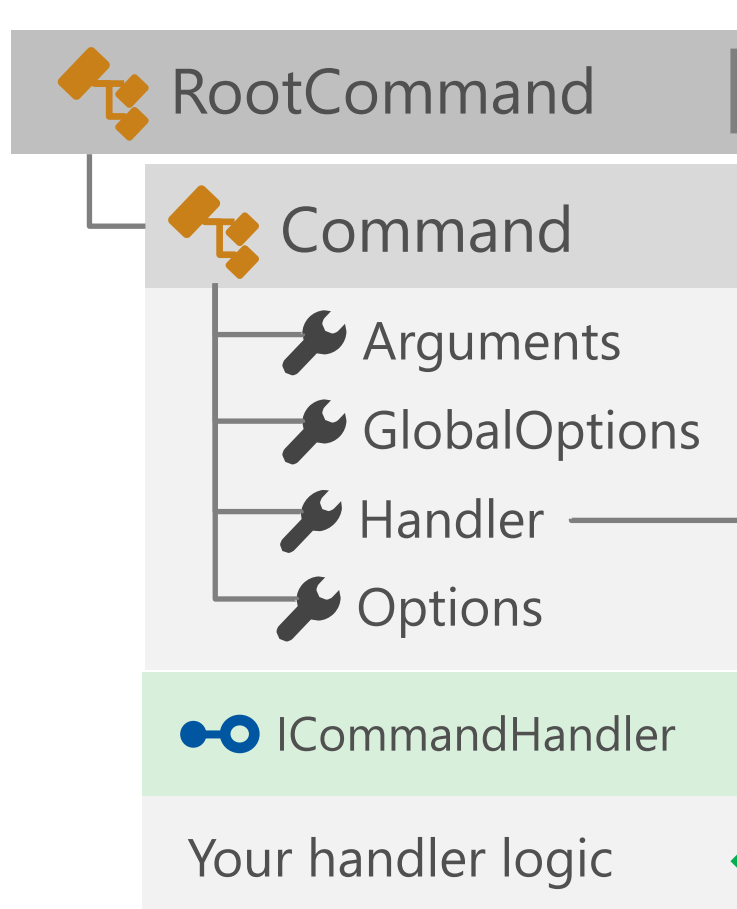 RootCommand
Command
Arguments
GlobalOptions
Handler
Options
ICommandHandler
Your handler logic